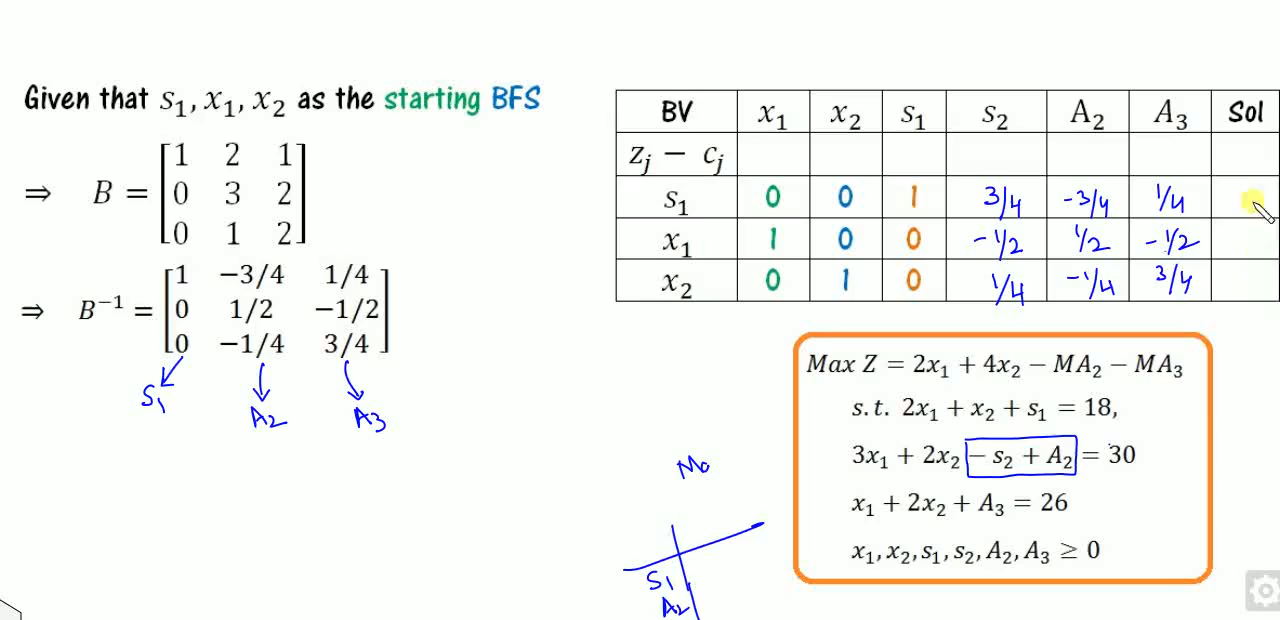 Given that s₁, x₁, x₂ as the starting BFS
⇒ B = [1 2 1
0 3 2
0 1 2]
⇒ B⁻¹ = [1 −3/4 1/4
0 1/2 −1/2
0 −1/4 3/4]
S₁ A₂ A₃
BV x₁ x₂ s₁ s₂ A₂ A₃ Sol
zⱼ − cⱼ
s₁ 0 0 1 3/4 -3/4 1/4
x₁ 1 0 0 -1/2 1/2 -1/2
x₂ 0 1 0 1/4 -1/4 3/4
Max Z = 2x₁ + 4x₂ − MA₂ − MA₃
s.t. 2x₁ + x₂ + s₁ = 18,
3x₁ + 2x₂ − s₂ + A₂ = 30
x₁ + 2x₂ + A₃ = 26
x₁, x₂, s₁, s₂, A₂, A₃ ≥ 0
S₁
A₂